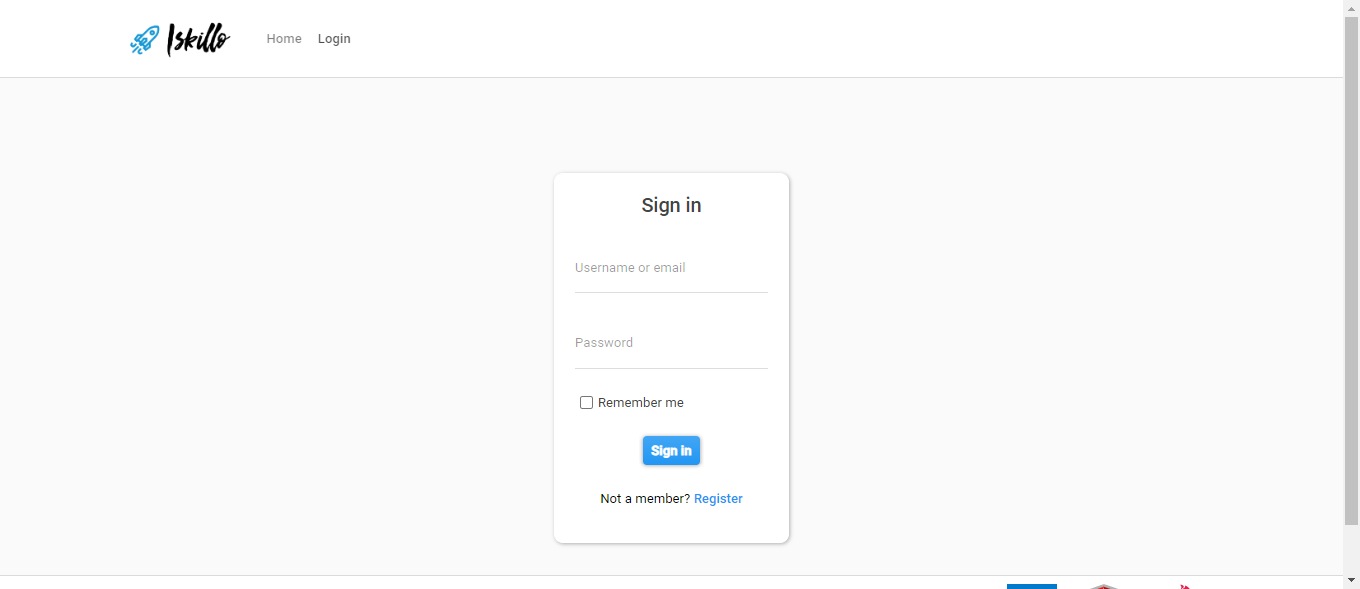 Iskillo
Home
Login
Sign in
Username or email
Password
Remember me
Sign in
Not a member? Register